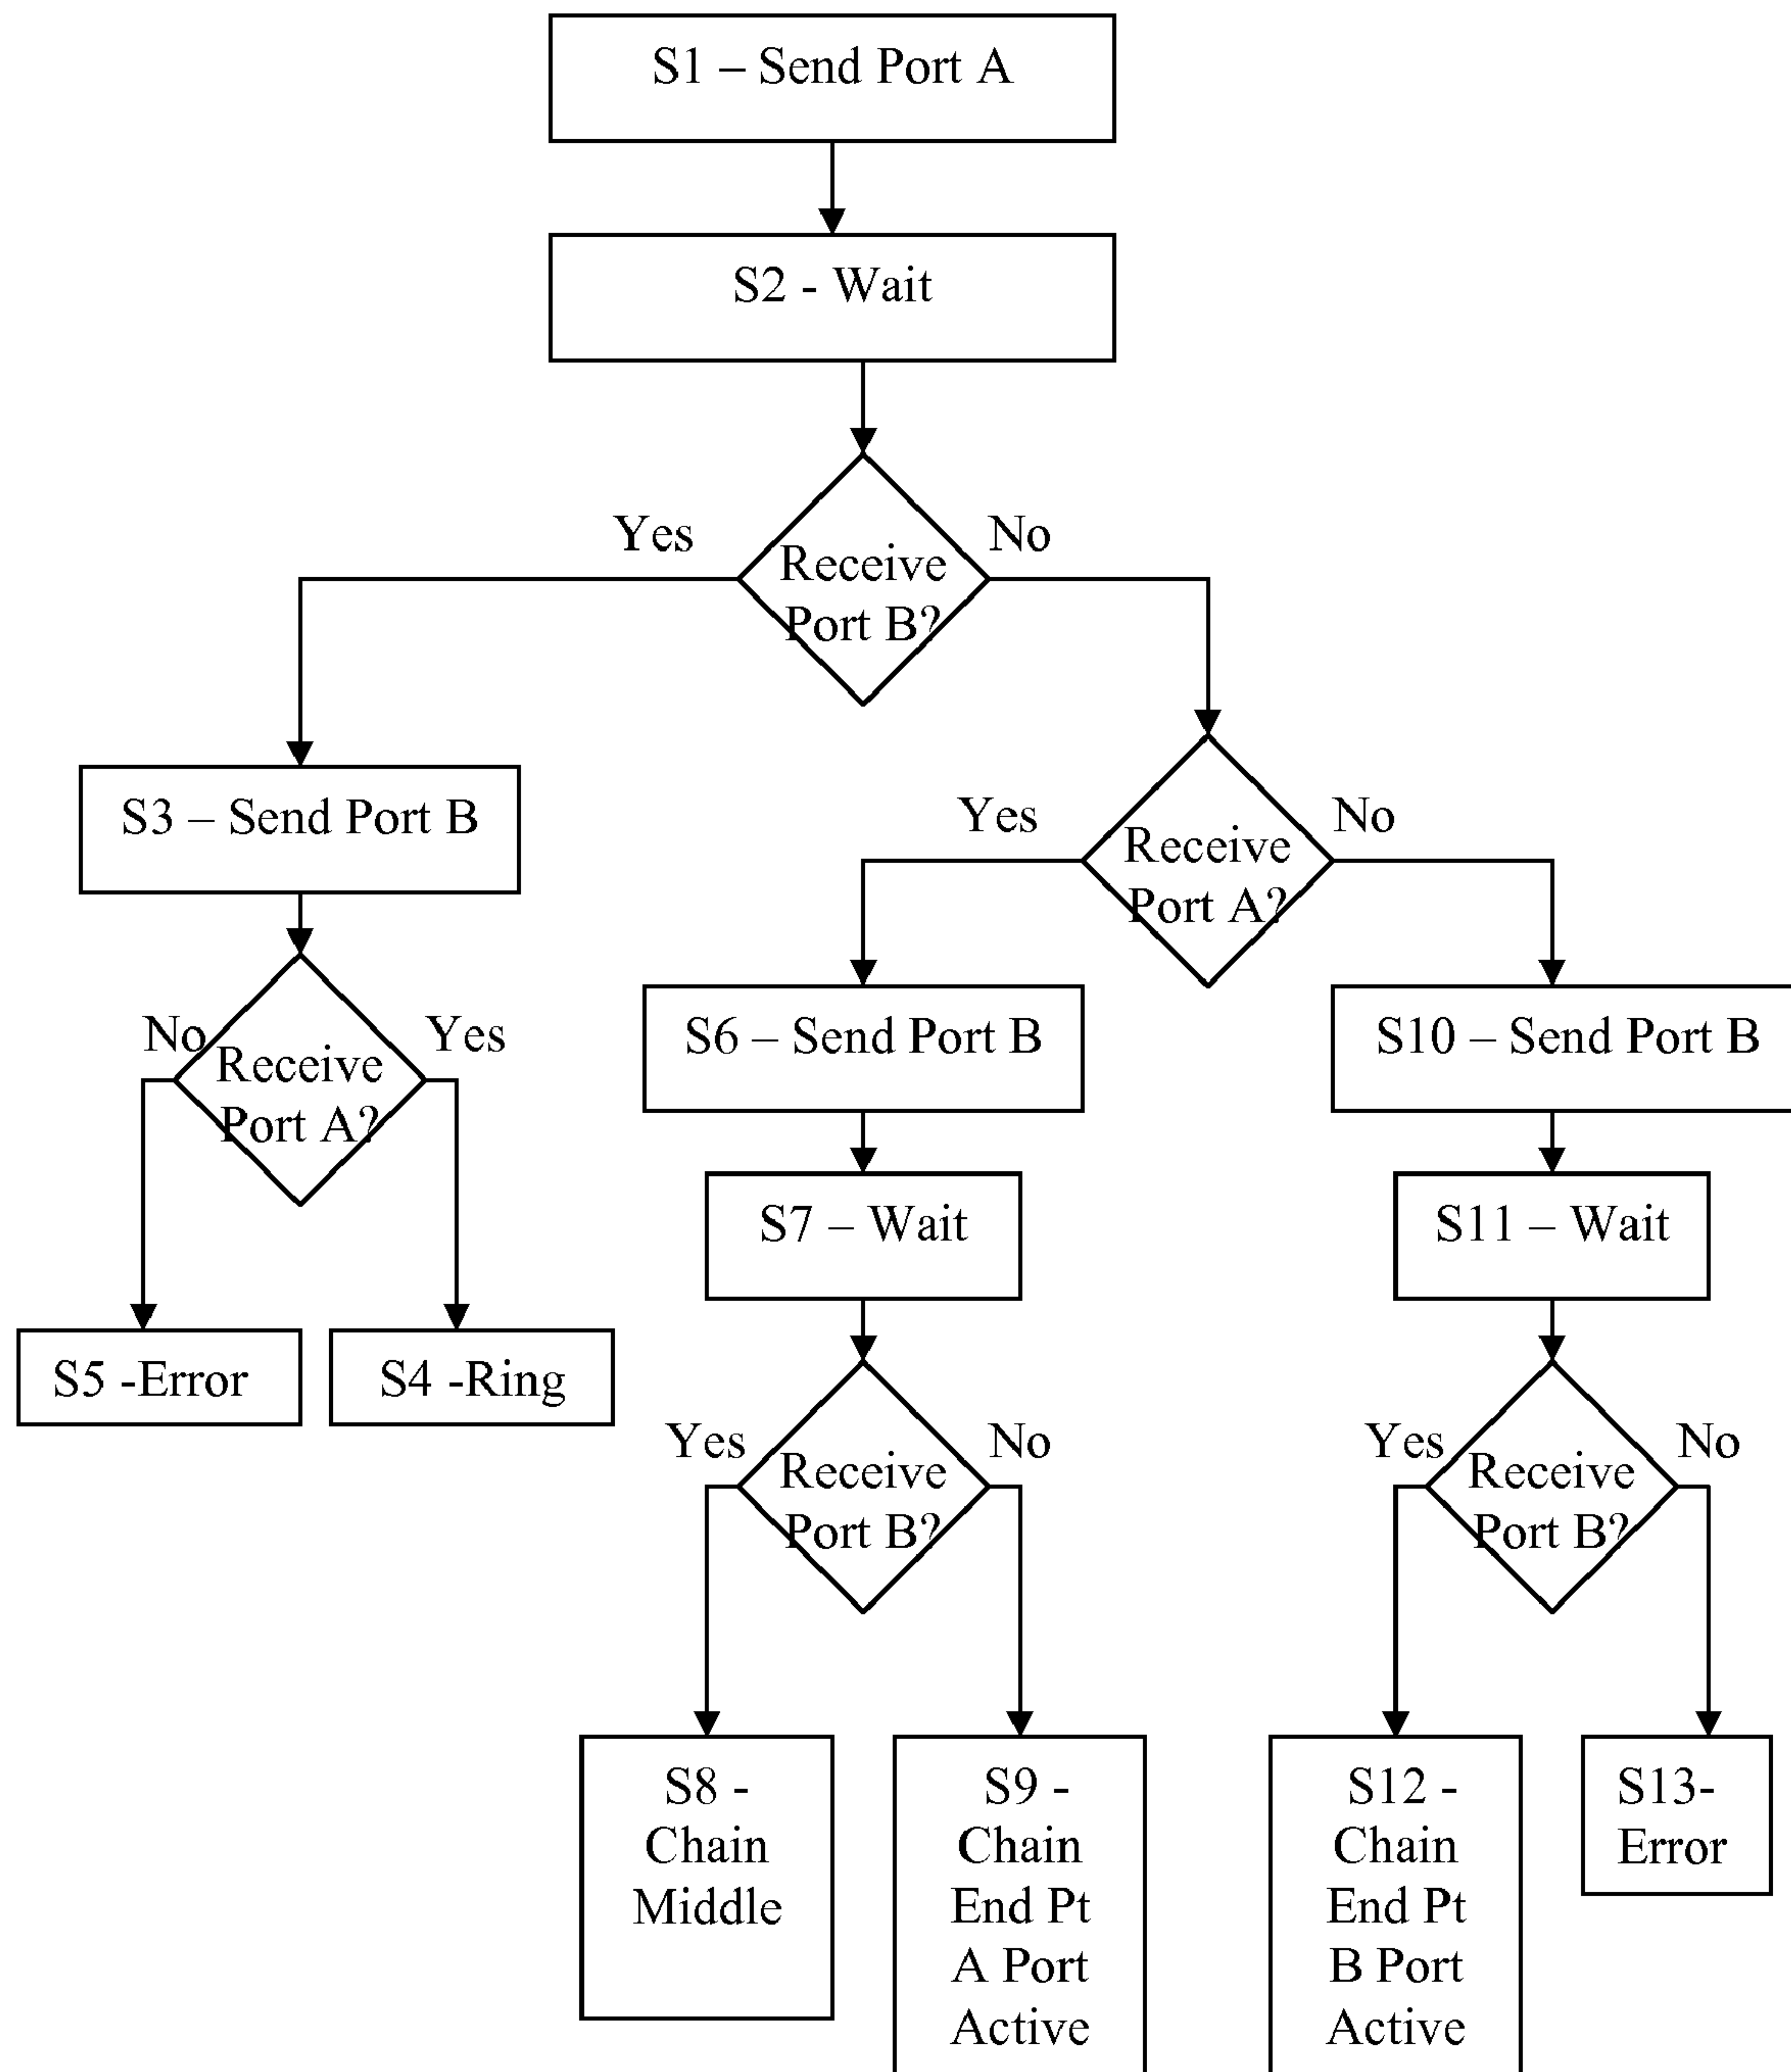 S1 – Send Port A
S2 - Wait
Yes
No
Receive
Port B?
S3 – Send Port B
Yes
No
Receive
Port A?
S6 – Send Port B
S10 – Send Port B
No
Yes
Receive
Port A?
S7 – Wait
S11 – Wait
S5 -Error
S4 -Ring
Yes
No
Receive
Port B?
Yes
No
Receive
Port B?
S8 -
Chain
Middle
S9 -
Chain
End Pt
A Port
Active
S12 -
Chain
End Pt
B Port
Active
S13-
Error